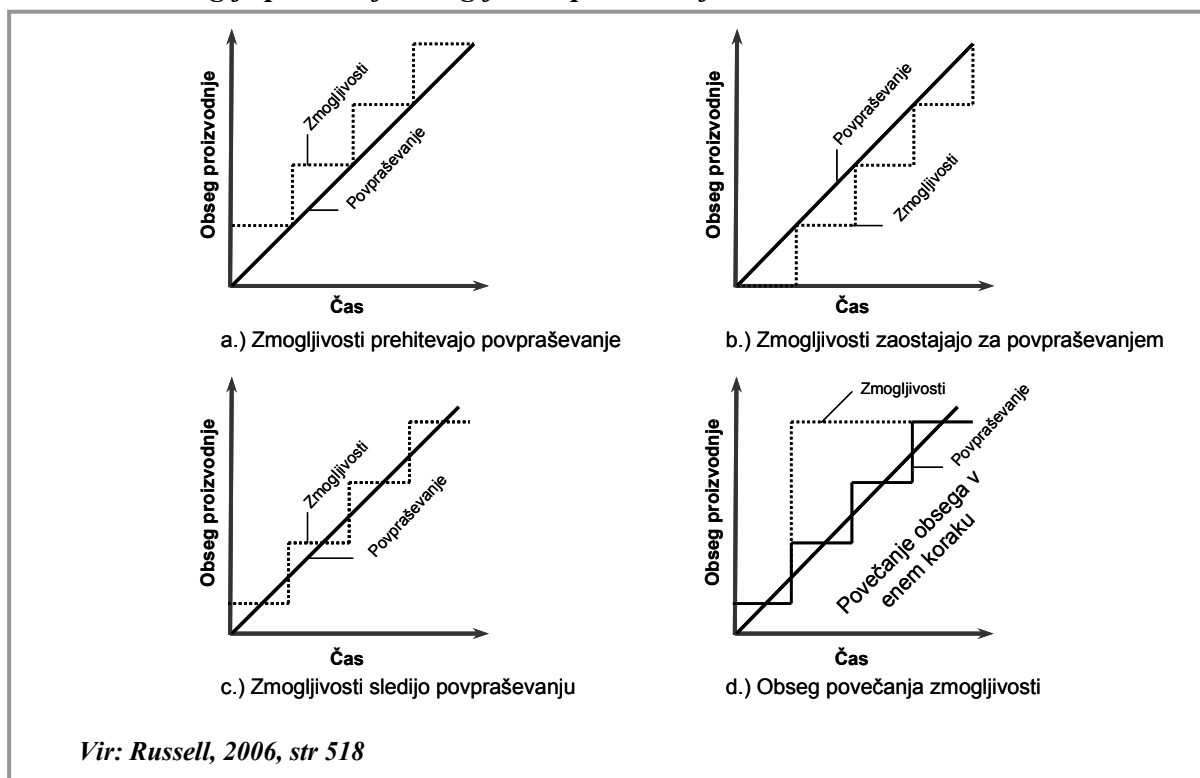 Obseg proizvodnje
Zmogljivosti
Povpraševanje
Čas
a.) Zmogljivosti prehitevajo povpraševanje
Obseg proizvodnje
Povpraševanje
Zmogljivosti
Čas
b.) Zmogljivosti zaostajajo za povpraševanjem
Obseg proizvodnje
Zmogljivosti
Povpraševanje
Čas
c.) Zmogljivosti sledijo povpraševanju
Obseg proizvodnje
Zmogljivosti
Povpraševanje
Povečanje obsega v
enem koraku
Čas
d.) Obseg povečanja zmogljivosti
Vir: Russell, 2006, str 518